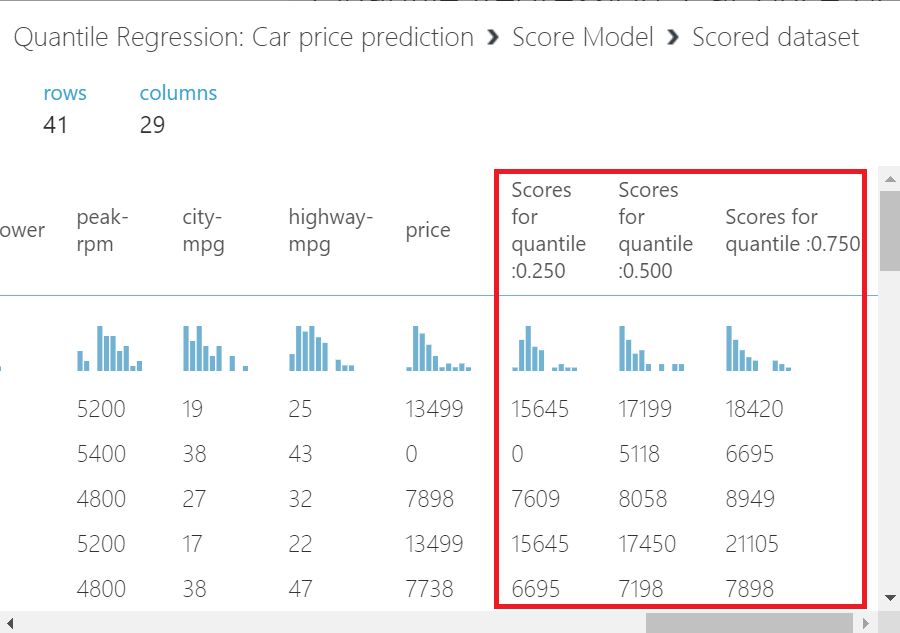 Quantile Regression: Car price prediction › Score Model › Scored dataset
rows columns
41 29
ower peak-rpm city-mpg highway-mpg price Scores for quantile :0.250 Scores for quantile :0.500 Scores for quantile :0.750
5200 19 25 13499 15645 17199 18420
5400 38 43 0 0 5118 6695
4800 27 32 7898 7609 8058 8949
5200 17 22 13499 15645 17450 21105
4800 38 47 7738 6695 7198 7898